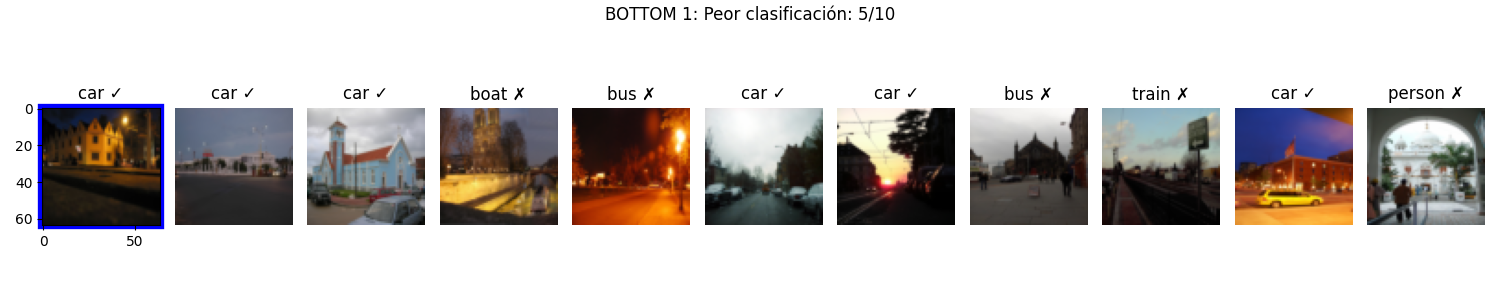 BOTTOM 1: Peor clasificación: 5/10
car ✓ car ✓ car ✓ boat ✗ bus ✗ car ✓ car ✓ bus ✗ train ✗ car ✓ person ✗
0
20
40
60
0 50